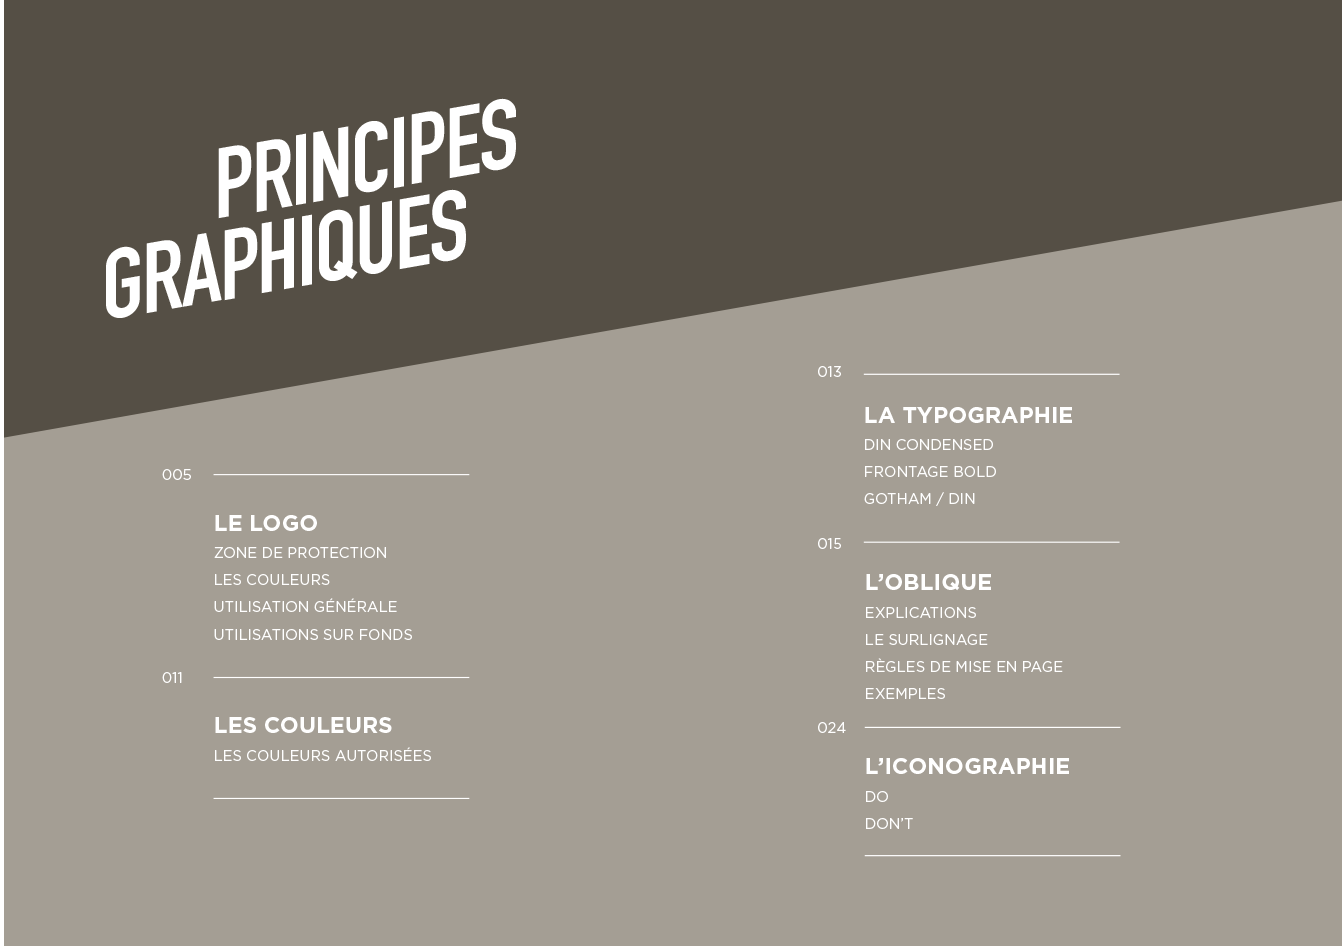 PRINCIPES
GRAPHIQUES
005
LE LOGO
ZONE DE PROTECTION
LES COULEURS
UTILISATION GÉNÉRALE
UTILISATIONS SUR FONDS
011
LES COULEURS
LES COULEURS AUTORISÉES
013
LA TYPOGRAPHIE
DIN CONDENSED
FRONTAGE BOLD
GOTHAM / DIN
015
L’OBLIQUE
EXPLICATIONS
LE SURLIGNAGE
RÈGLES DE MISE EN PAGE
EXEMPLES
024
L’ICONOGRAPHIE
DO
DON’T